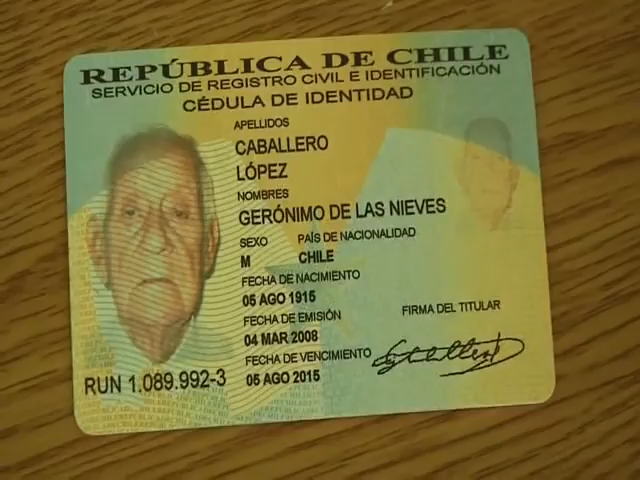 REPÚBLICA DE CHILE
SERVICIO DE REGISTRO CIVIL E IDENTIFICACIÓN
CÉDULA DE IDENTIDAD
APELLIDOS
CABALLERO
LÓPEZ
NOMBRES
GERÓNIMO DE LAS NIEVES
SEXO PAÍS DE NACIONALIDAD
M CHILE
FECHA DE NACIMIENTO
05 AGO 1915
FECHA DE EMISIÓN FIRMA DEL TITULAR
04 MAR 2008
FECHA DE VENCIMIENTO
05 AGO 2015
RUN 1.089.992-3